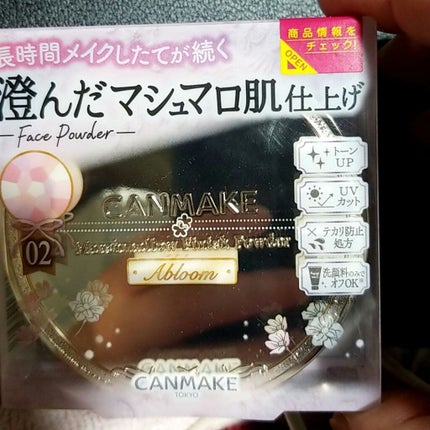 長時間メイクしたてが続く
商品情報を
チェック!
OPEN
澄んだマシュマロ肌仕上げ
Face Powder
トーン
UP
UV
カット
テカリ防止
処方
洗顔料のみで
オフOK※
02
CANMAKE
Marshmallow Finish Powder
Abloom
CANMAKE
CANMAKE
TOKYO